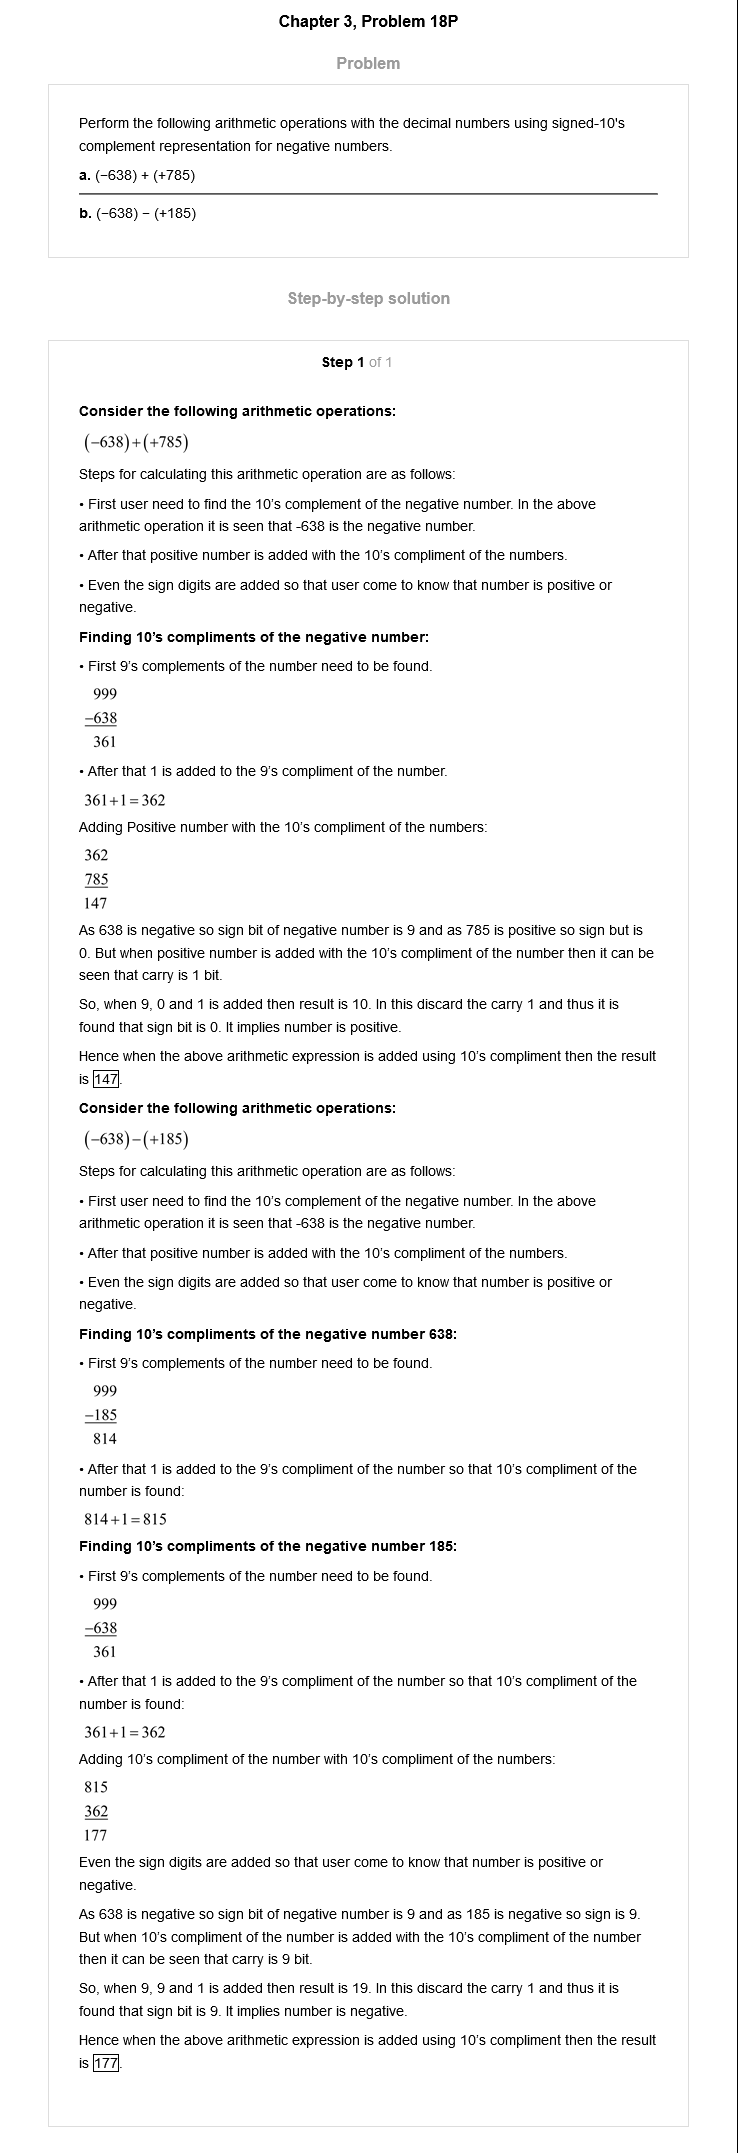 Chapter 3, Problem 18P
Problem
Perform the following arithmetic operations with the decimal numbers using signed-10's
complement representation for negative numbers.
a. (−638) + (+785)
b. (−638) − (+185)
Step-by-step solution
Step 1 of 1
Consider the following arithmetic operations:
(−638)+(+785)
Steps for calculating this arithmetic operation are as follows:
• First user need to find the 10's complement of the negative number. In the above
arithmetic operation it is seen that -638 is the negative number.
• After that positive number is added with the 10's compliment of the numbers.
• Even the sign digits are added so that user come to know that number is positive or
negative.
Finding 10's compliments of the negative number:
• First 9's complements of the number need to be found.
999
−638
361
• After that 1 is added to the 9's compliment of the number.
361+1=362
Adding Positive number with the 10's compliment of the numbers:
362
785
147
As 638 is negative so sign bit of negative number is 9 and as 785 is positive so sign but is
0. But when positive number is added with the 10's compliment of the number then it can be
seen that carry is 1 bit.
So, when 9, 0 and 1 is added then result is 10. In this discard the carry 1 and thus it is
found that sign bit is 0. It implies number is positive.
Hence when the above arithmetic expression is added using 10's compliment then the result
is 147.
Consider the following arithmetic operations:
(−638)−(+185)
Steps for calculating this arithmetic operation are as follows:
• First user need to find the 10's complement of the negative number. In the above
arithmetic operation it is seen that -638 is the negative number.
• After that positive number is added with the 10's compliment of the numbers.
• Even the sign digits are added so that user come to know that number is positive or
negative.
Finding 10's compliments of the negative number 638:
• First 9's complements of the number need to be found.
999
−185
814
• After that 1 is added to the 9's compliment of the number so that 10's compliment of the
number is found:
814+1=815
Finding 10's compliments of the negative number 185:
• First 9's complements of the number need to be found.
999
−638
361
• After that 1 is added to the 9's compliment of the number so that 10's compliment of the
number is found:
361+1=362
Adding 10's compliment of the number with 10's compliment of the numbers:
815
362
177
Even the sign digits are added so that user come to know that number is positive or
negative.
As 638 is negative so sign bit of negative number is 9 and as 185 is negative so sign is 9.
But when 10's compliment of the number is added with the 10's compliment of the number
then it can be seen that carry is 9 bit.
So, when 9, 9 and 1 is added then result is 19. In this discard the carry 1 and thus it is
found that sign bit is 9. It implies number is negative.
Hence when the above arithmetic expression is added using 10's compliment then the result
is 177.